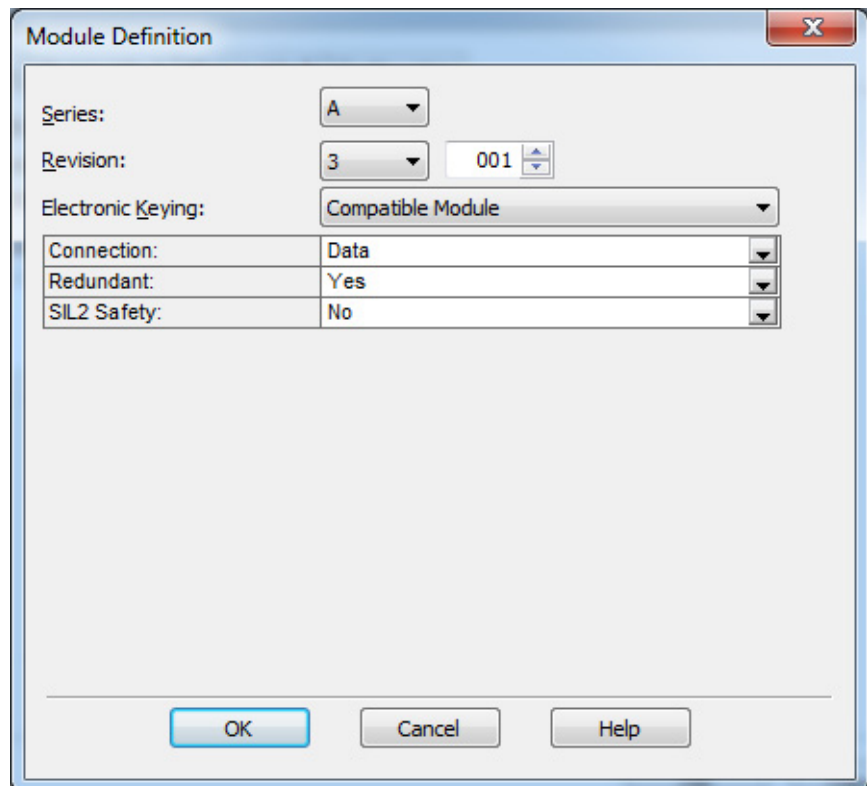 Module Definition
Series: A
Revision: 3 001
Electronic Keying: Compatible Module
Connection: Data
Redundant: Yes
SIL2 Safety: No
OK Cancel Help